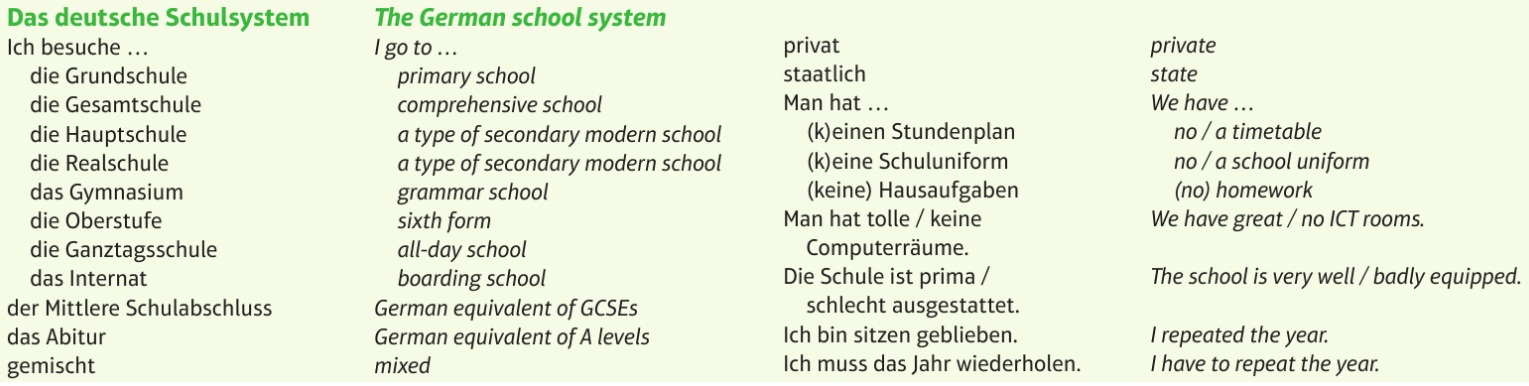 Das deutsche Schulsystem The German school system
Ich besuche … I go to …
die Grundschule primary school
die Gesamtschule comprehensive school
die Hauptschule a type of secondary modern school
die Realschule a type of secondary modern school
das Gymnasium grammar school
die Oberstufe sixth form
die Ganztagsschule all-day school
das Internat boarding school
der Mittlere Schulabschluss German equivalent of GCSEs
das Abitur German equivalent of A levels
gemischt mixed
privat private
staatlich state
Man hat … We have …
(k)einen Stundenplan no / a timetable
(k)eine Schuluniform no / a school uniform
(keine) Hausaufgaben (no) homework
Man hat tolle / keine We have great / no ICT rooms.
Computerräume.
Die Schule ist prima / The school is very well / badly equipped.
schlecht ausgestattet.
Ich bin sitzen geblieben. I repeated the year.
Ich muss das Jahr wiederholen. I have to repeat the year.